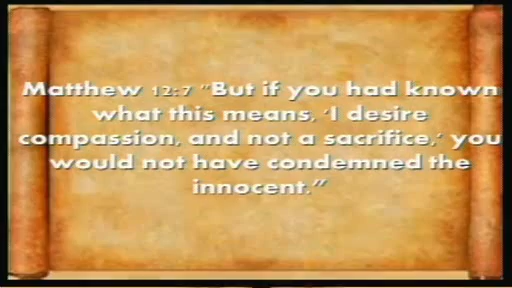 Matthew 12:7 "But if you had known
what this means, 'I desire
compassion, and not a sacrifice,' you
would not have condemned the
innocent."